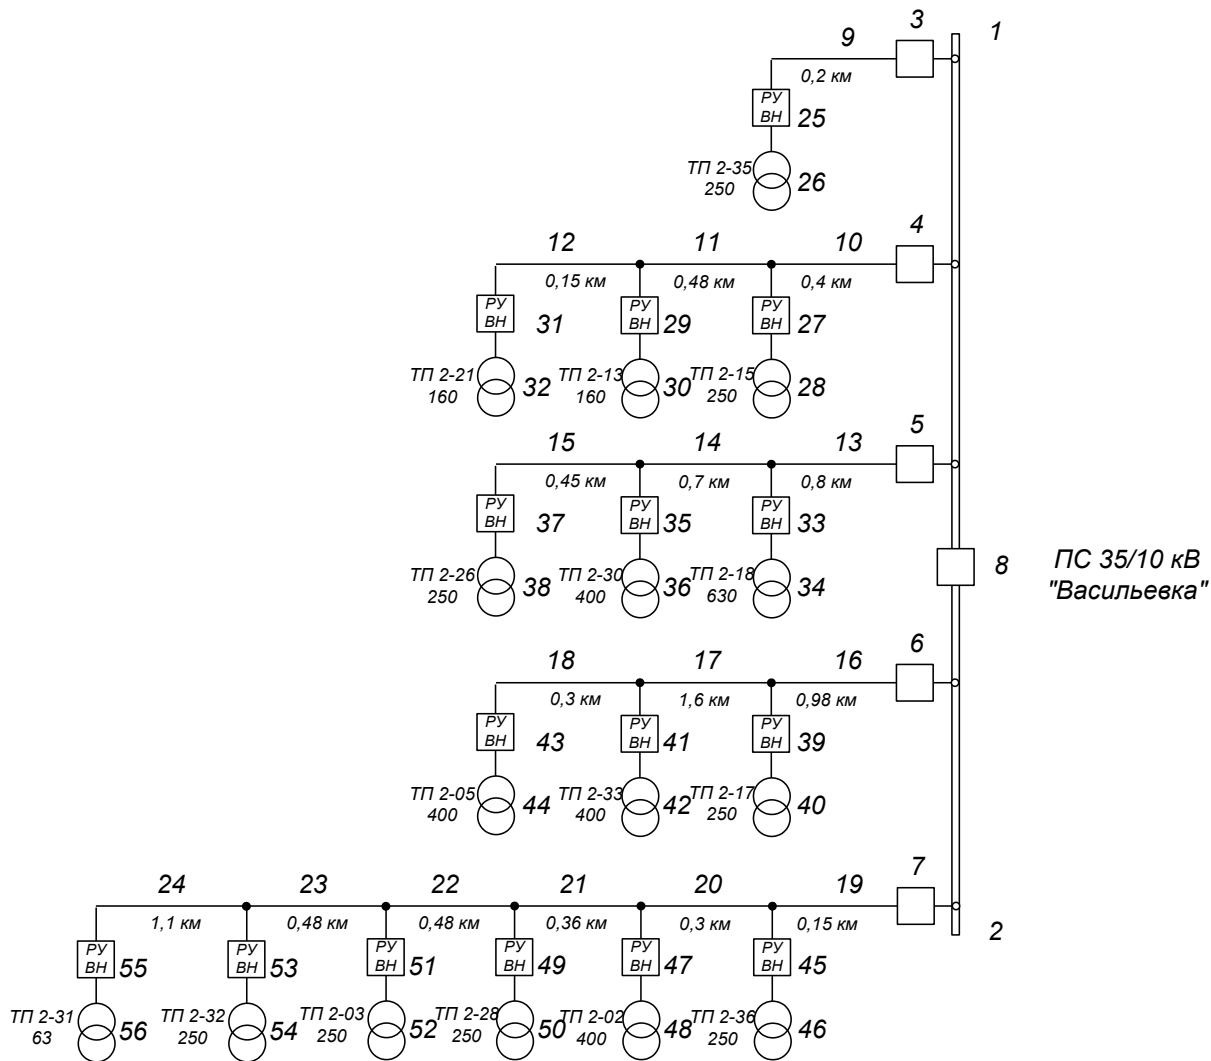 3
1
9
0,2 км
РУ
ВН
25
ТП 2-35
250
26
4
12
11
10
0,15 км
0,48 км
0,4 км
РУ
ВН
31
РУ
ВН
29
РУ
ВН
27
ТП 2-21
160
32
ТП 2-13
160
30
ТП 2-15
250
28
5
15
14
13
0,45 км
0,7 км
0,8 км
РУ
ВН
37
РУ
ВН
35
РУ
ВН
33
ТП 2-26
250
38
ТП 2-30
400
36
ТП 2-18
630
34
8
ПС 35/10 кВ
"Васильевка"
6
18
17
16
0,3 км
1,6 км
0,98 км
РУ
ВН
43
РУ
ВН
41
РУ
ВН
39
ТП 2-05
400
44
ТП 2-33
400
42
ТП 2-17
250
40
7
24
23
22
21
20
19
1,1 км
0,48 км
0,48 км
0,36 км
0,3 км
0,15 км
2
РУ
ВН
55
РУ
ВН
53
РУ
ВН
51
РУ
ВН
49
РУ
ВН
47
РУ
ВН
45
ТП 2-31
63
56
ТП 2-32
250
54
ТП 2-03
250
52
ТП 2-28
250
50
ТП 2-02
400
48
ТП 2-36
250
46